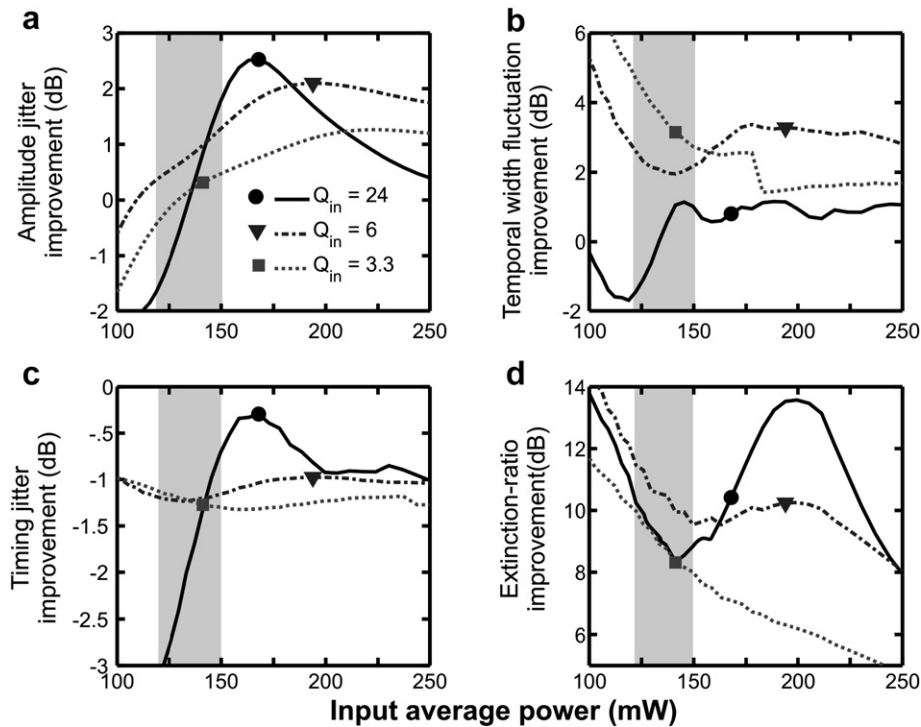 a
Amplitude jitter
improvement (dB)
3
2
1
0
-1
-2
100
150
200
250
Q_in = 24
Q_in = 6
Q_in = 3.3
b
Temporal width fluctuation
improvement (dB)
6
4
2
0
-2
100
150
200
250
c
Timing jitter
improvement(dB)
-0
-.5
-1
-1.5
-2
-2.5
-3
100
150
200
250
d
Extinction-ratio
improvement(dB)
14
12
10
8
6
100
150
200
250
Input average power (mW)